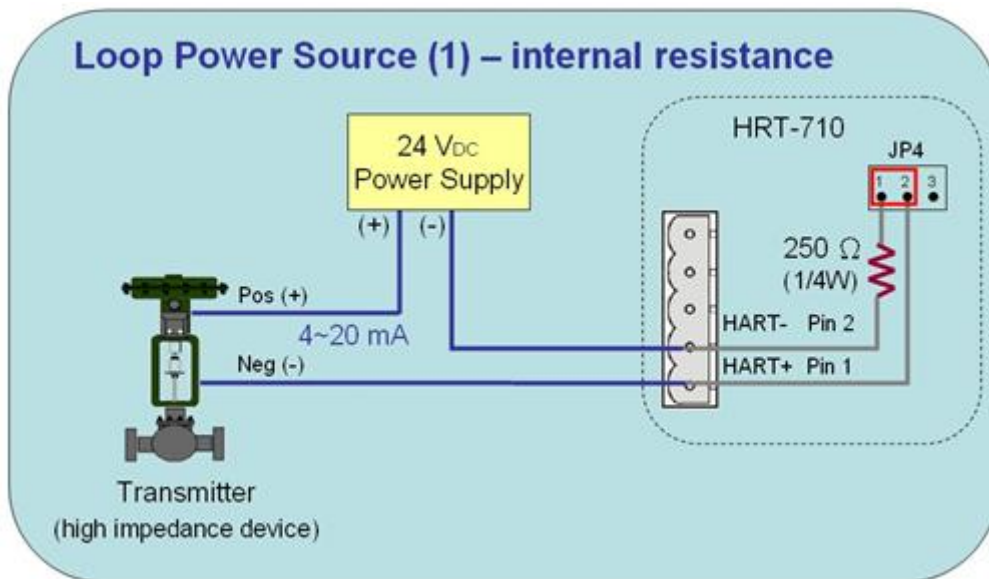 Loop Power Source (1) – internal resistance
24 VDC
Power Supply
(+) (-)
HRT-710
JP4
1 2 3
250 Ω
(1/4W)
Pos (+)
4~20 mA
HART- Pin 2
Neg (-)
HART+ Pin 1
Transmitter
(high impedance device)